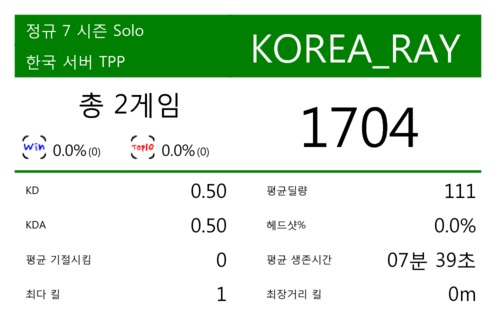 정규 7 시즌 Solo
한국 서버 TPP
KOREA_RAY
총 2게임
1704
Win 0.0%(0) Top10 0.0%(0)
KD 0.50 평균딜량 111
KDA 0.50 헤드샷% 0.0%
평균 기절시킴 0 평균 생존시간 07분 39초
최다 킬 1 최장거리 킬 0m